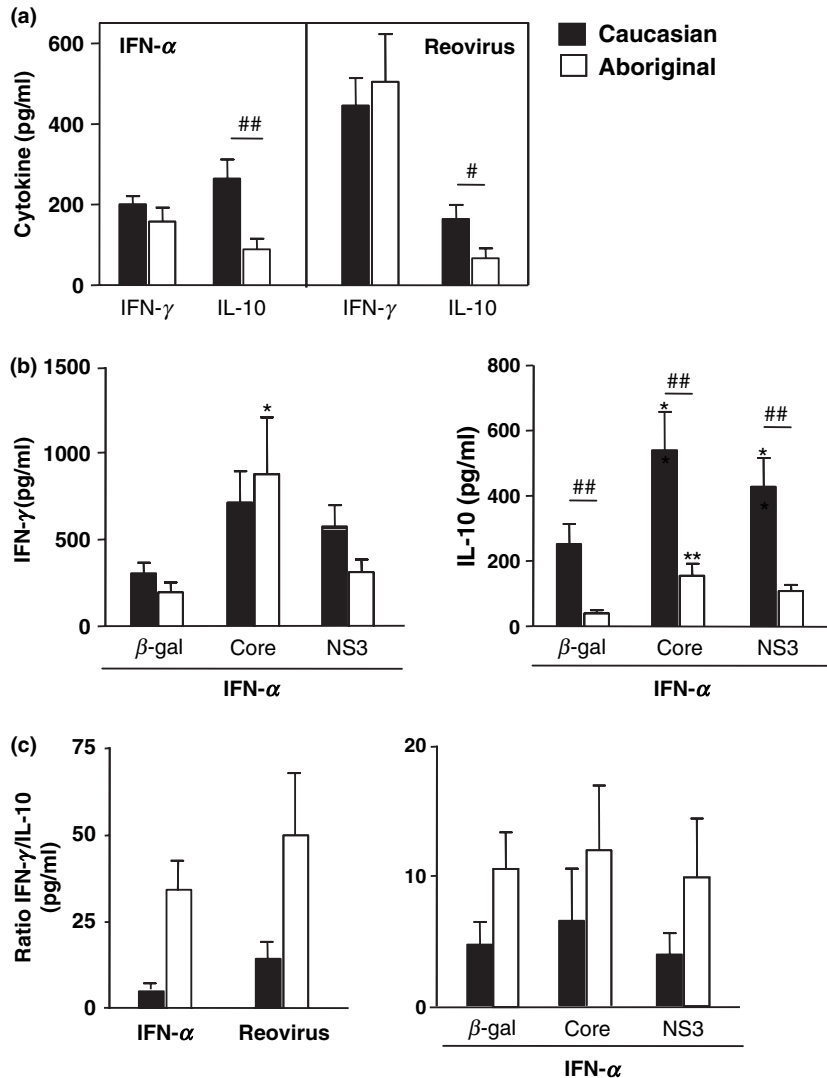 (a)
600
400
200
0
Cytokine (pg/ml)
IFN-α
Reovirus
##
#
IFN-γ IL-10 IFN-γ IL-10
Caucasian
Aboriginal
(b)
1500
1000
500
0
IFN-γ (pg/ml)
*
β-gal Core NS3
IFN-α
800
600
400
200
0
IL-10 (pg/ml)
##
##
##
*
*
**
*
*
β-gal Core NS3
IFN-α
(c)
75
50
25
0
Ratio IFN-γ/IL-10
(pg/ml)
IFN-α Reovirus
20
10
0
β-gal Core NS3
IFN-α